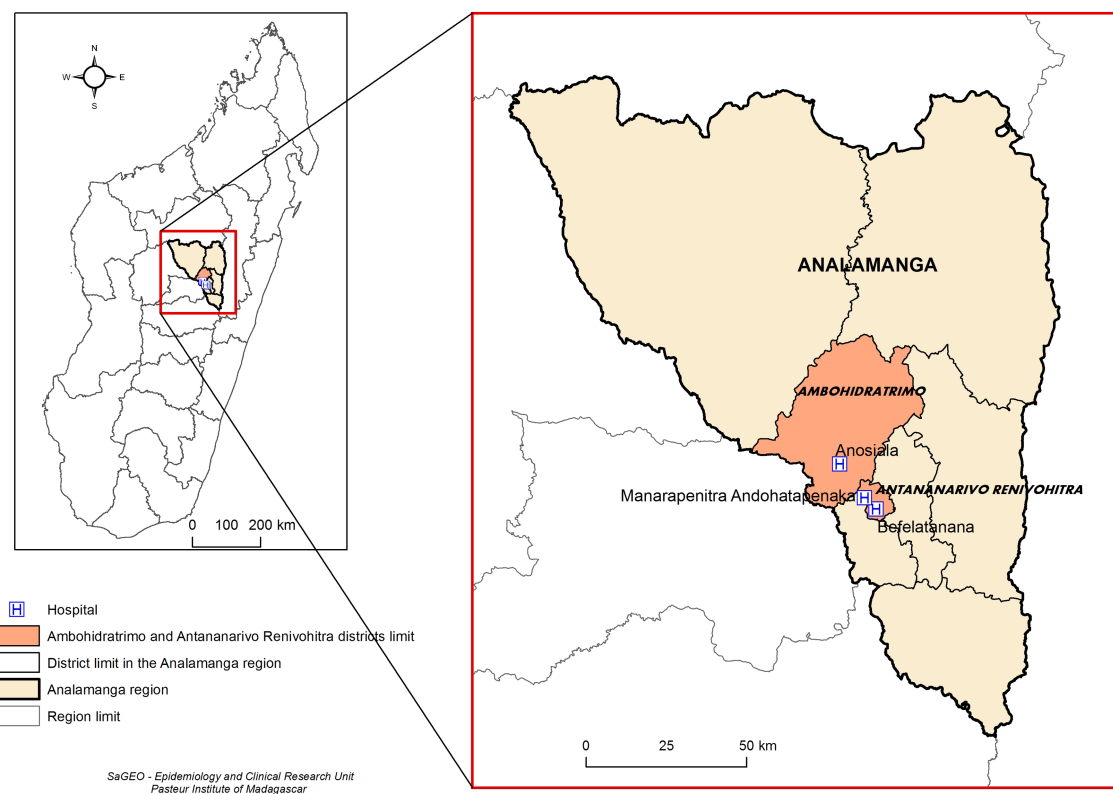 N
W
E
S
0 100 200 km
ANALAMANGA
AMBOHIDRATRIMO
Anosiala
H
Manarapenitra Andohatapenaka
H
ANTANANARIVO RENIVOHITRA
H
Befelatanana
0 25 50 km
H Hospital
Ambohidratrimo and Antananarivo Renivohitra districts limit
District limit in the Analamanga region
Analamanga region
Region limit
SaGEO - Epidemiology and Clinical Research Unit
Pasteur Institute of Madagascar